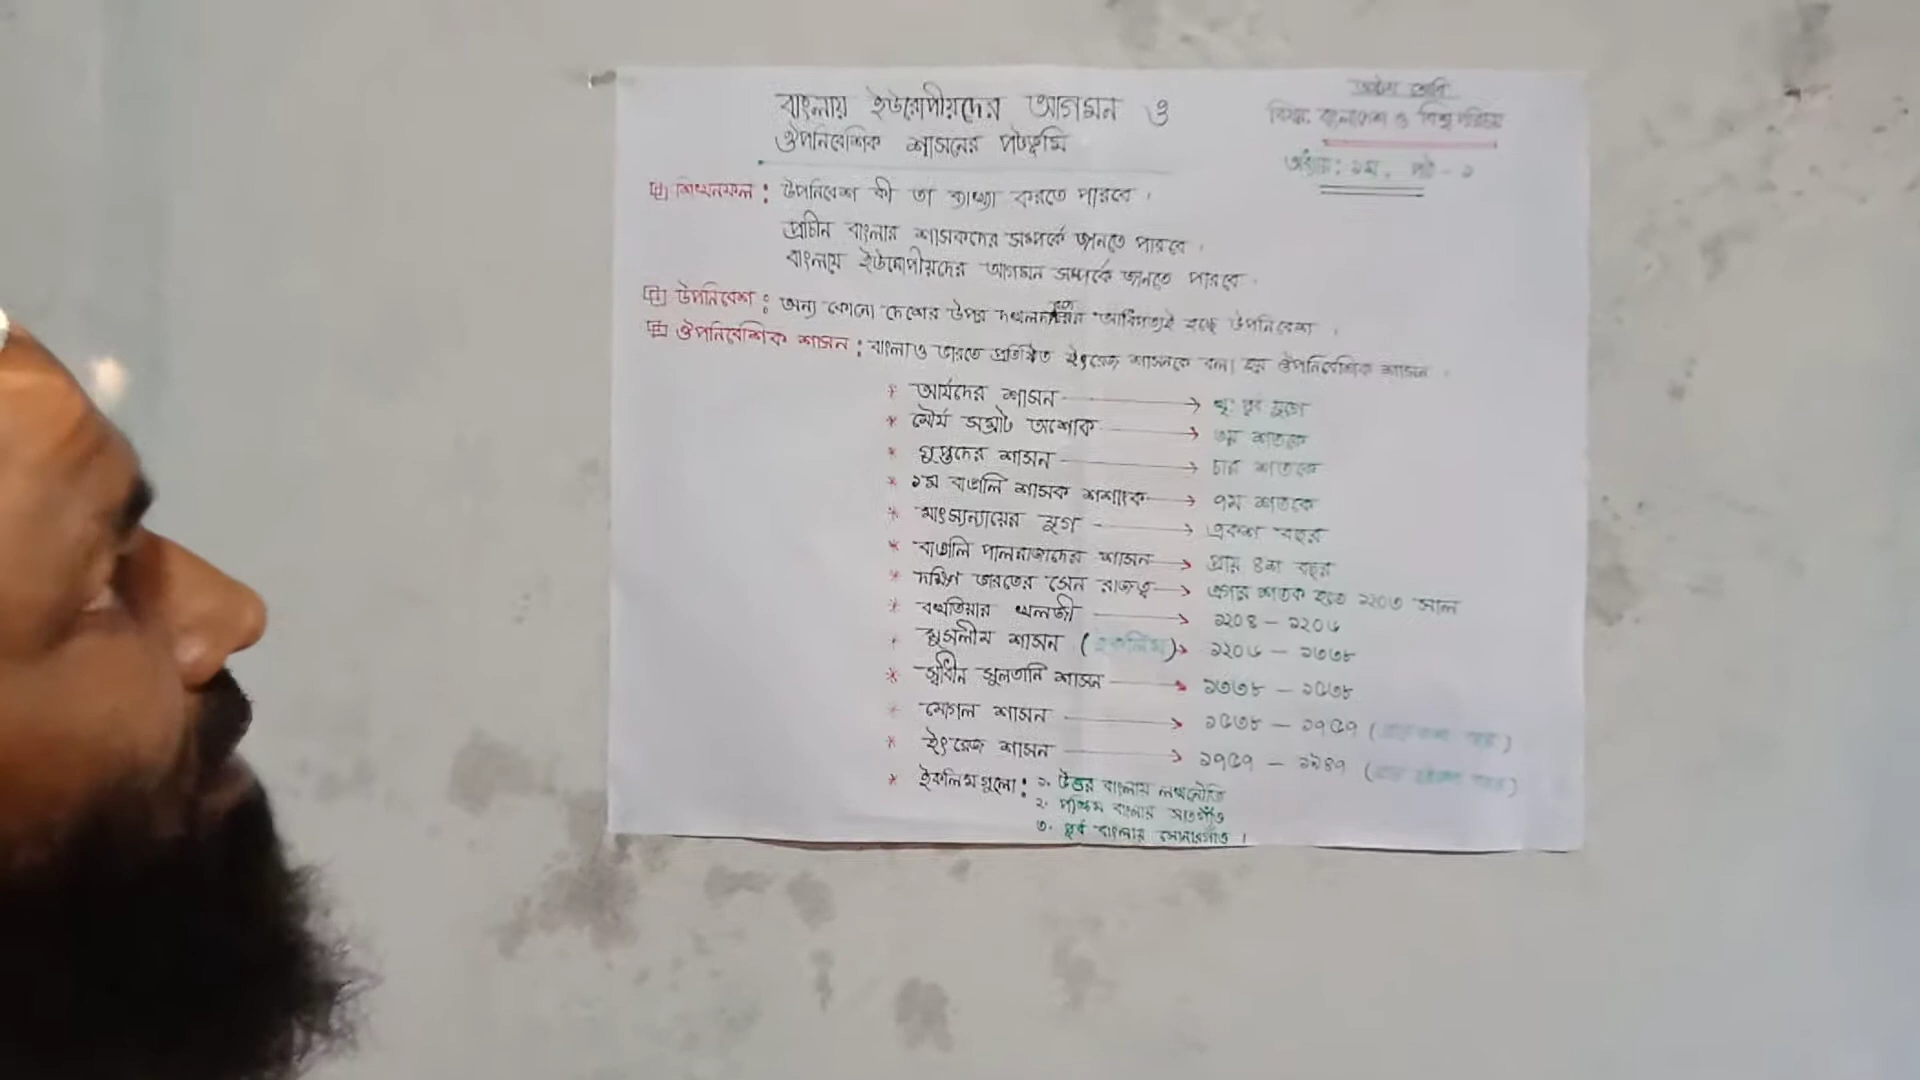 বাংলায় ইউরোপীয়দের আগমন ও
ঔপনিবেশিক শাসনের পটভূমি
অষ্টম শ্রেণি
বিষয়: বাংলাদেশ ও বিশ্ব পরিচয়
অধ্যায়: ১ম, পাঠ - ১
শিখনফল : উপনিবেশ কী তা ব্যাখ্যা করতে পারবে ।
প্রাচীন বাংলার শাসকদের সম্পর্কে জানতে পারবে ।
বাংলায় ইউরোপীয়দের আগমন সম্পর্কে জানতে পারবে ।
উপনিবেশ : অন্য কোনো দেশের উপর আধিপত্যই হচ্ছে উপনিবেশ ।
ঔপনিবেশিক শাসন : বাংলাও ভারতে প্রতিষ্ঠিত ইংরেজ শাসনকে বলা হয় ঔপনিবেশিক শাসন ।
* আর্যদের শাসন → খৃ: পূর্ব যুগে
* মৌর্য সম্রাট অশোক → ৩য় শতকে
* গুপ্তদের শাসন → চার শতকে
* ১ম বাঙালি শাসক শশাংক → ৭ম শতকে
* মাৎস্যন্যায়ের যুগ → একশ বছর
* বাঙালি পালরাজাদের শাসন → প্রায় ৪শ বছর
* দক্ষিণ ভারতের সেন রাজত্ব → এগার শতক হতে ১২০৩ সাল
* বখতিয়ার খলজী → ১২০৪ – ১২০৬
* মুসলীম শাসন (ইকলিম) → ১২০৬ – ১৩৩৮
* স্বাধীন সুলতানি শাসন → ১৩৩৮ – ১৫৩৮
* মোগল শাসন → ১৫৩৮ – ১৭৫৭
* ইংরেজ শাসন → ১৭৫৭ – ১৯৪৭
* ইকলিমগুলো : ১. উত্তর বাংলায় লখনৌতি
২. পশ্চিম বাংলার সাতগাঁও
৩. পূর্ব বাংলার সোনারগাঁও ।